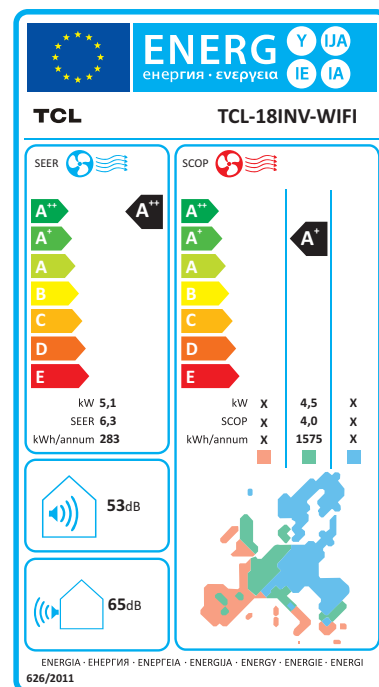 ENERG Y IJA
енергия · ενεργεια IE IA
TCL TCL-18INV-WIFI
SEER
A++ A++
A+
A
B
C
D
E
kW 5,1
SEER 6,3
kWh/annum 283
SCOP
A++
A+ A+
A
B
C
D
E
kW X 4,5 X
SCOP X 4,0 X
kWh/annum X 1575 X
53dB
65dB
ENERGIA · ЕНЕРГИЯ · ΕΝΕΡΓΕΙΑ · ENERGIJA · ENERGY · ENERGIE · ENERGI
626/2011